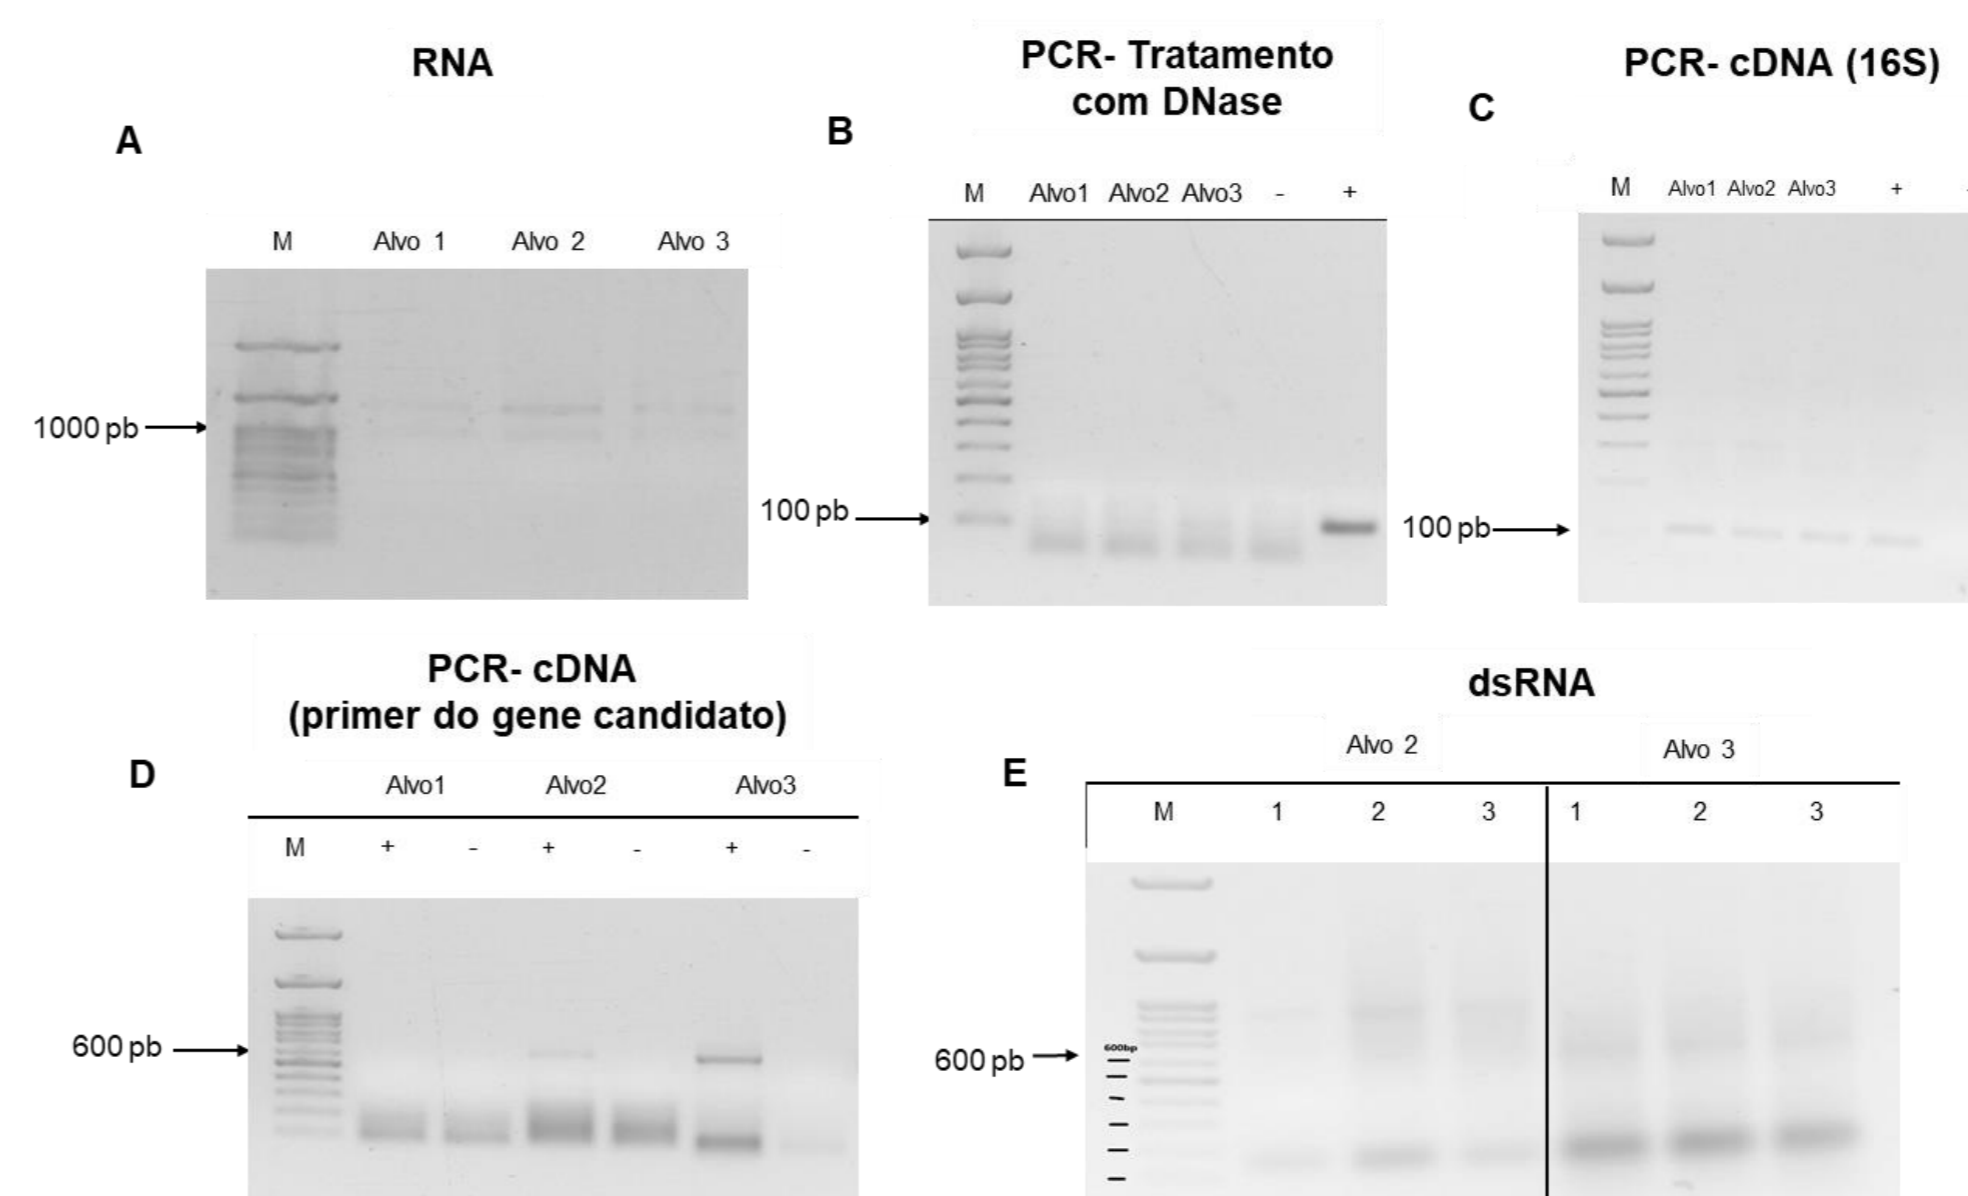 RNA
A
M Alvo 1 Alvo 2 Alvo 3
1000 pb
PCR- Tratamento
com DNase
B
M Alvo1 Alvo2 Alvo3 - +
100 pb
PCR- cDNA (16S)
C
M Alvo1 Alvo2 Alvo3 + -
100 pb
PCR- cDNA
(primer do gene candidato)
D
Alvo1 Alvo2 Alvo3
M + - + - + -
600 pb
dsRNA
E
Alvo 2 Alvo 3
M 1 2 3 1 2 3
600 pb
600bp